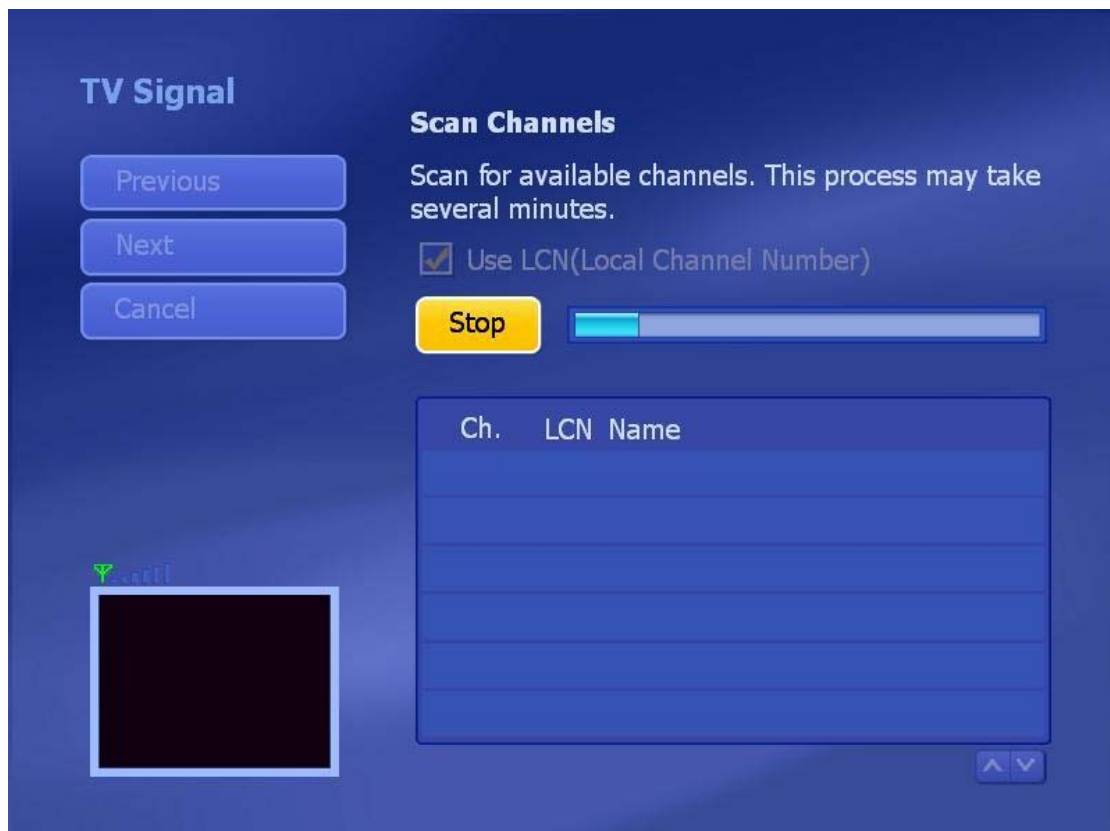 TV Signal
Previous
Next
Cancel
Scan Channels
Scan for available channels. This process may take
several minutes.
Use LCN(Local Channel Number)
Stop
Ch. LCN Name